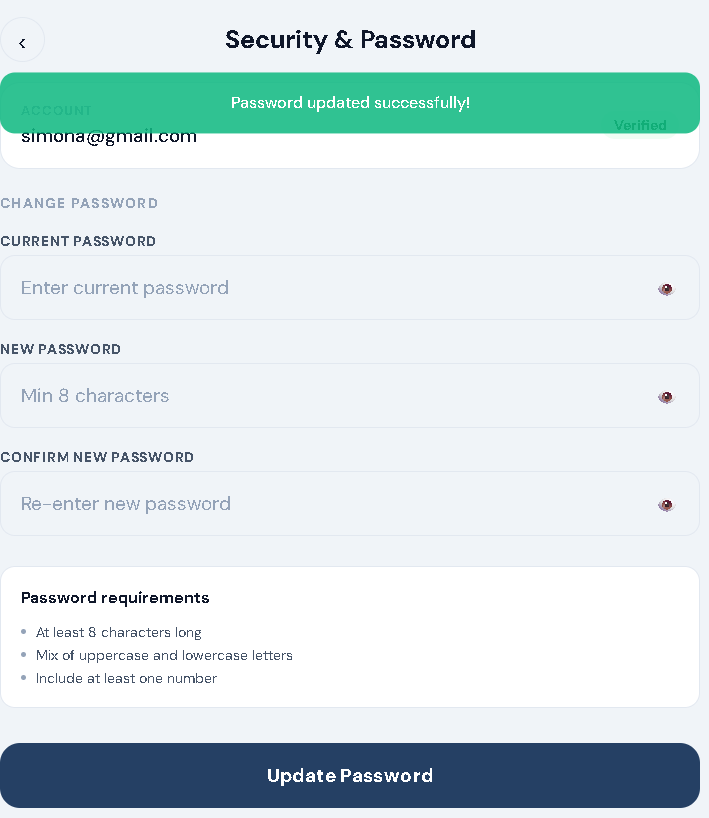 ‹
Security & Password
Password updated successfully!
ACCOUNT
Verified
simona@gmail.com
CHANGE PASSWORD
CURRENT PASSWORD
Enter current password
NEW PASSWORD
Min 8 characters
CONFIRM NEW PASSWORD
Re-enter new password
Password requirements
• At least 8 characters long
• Mix of uppercase and lowercase letters
• Include at least one number
Update Password